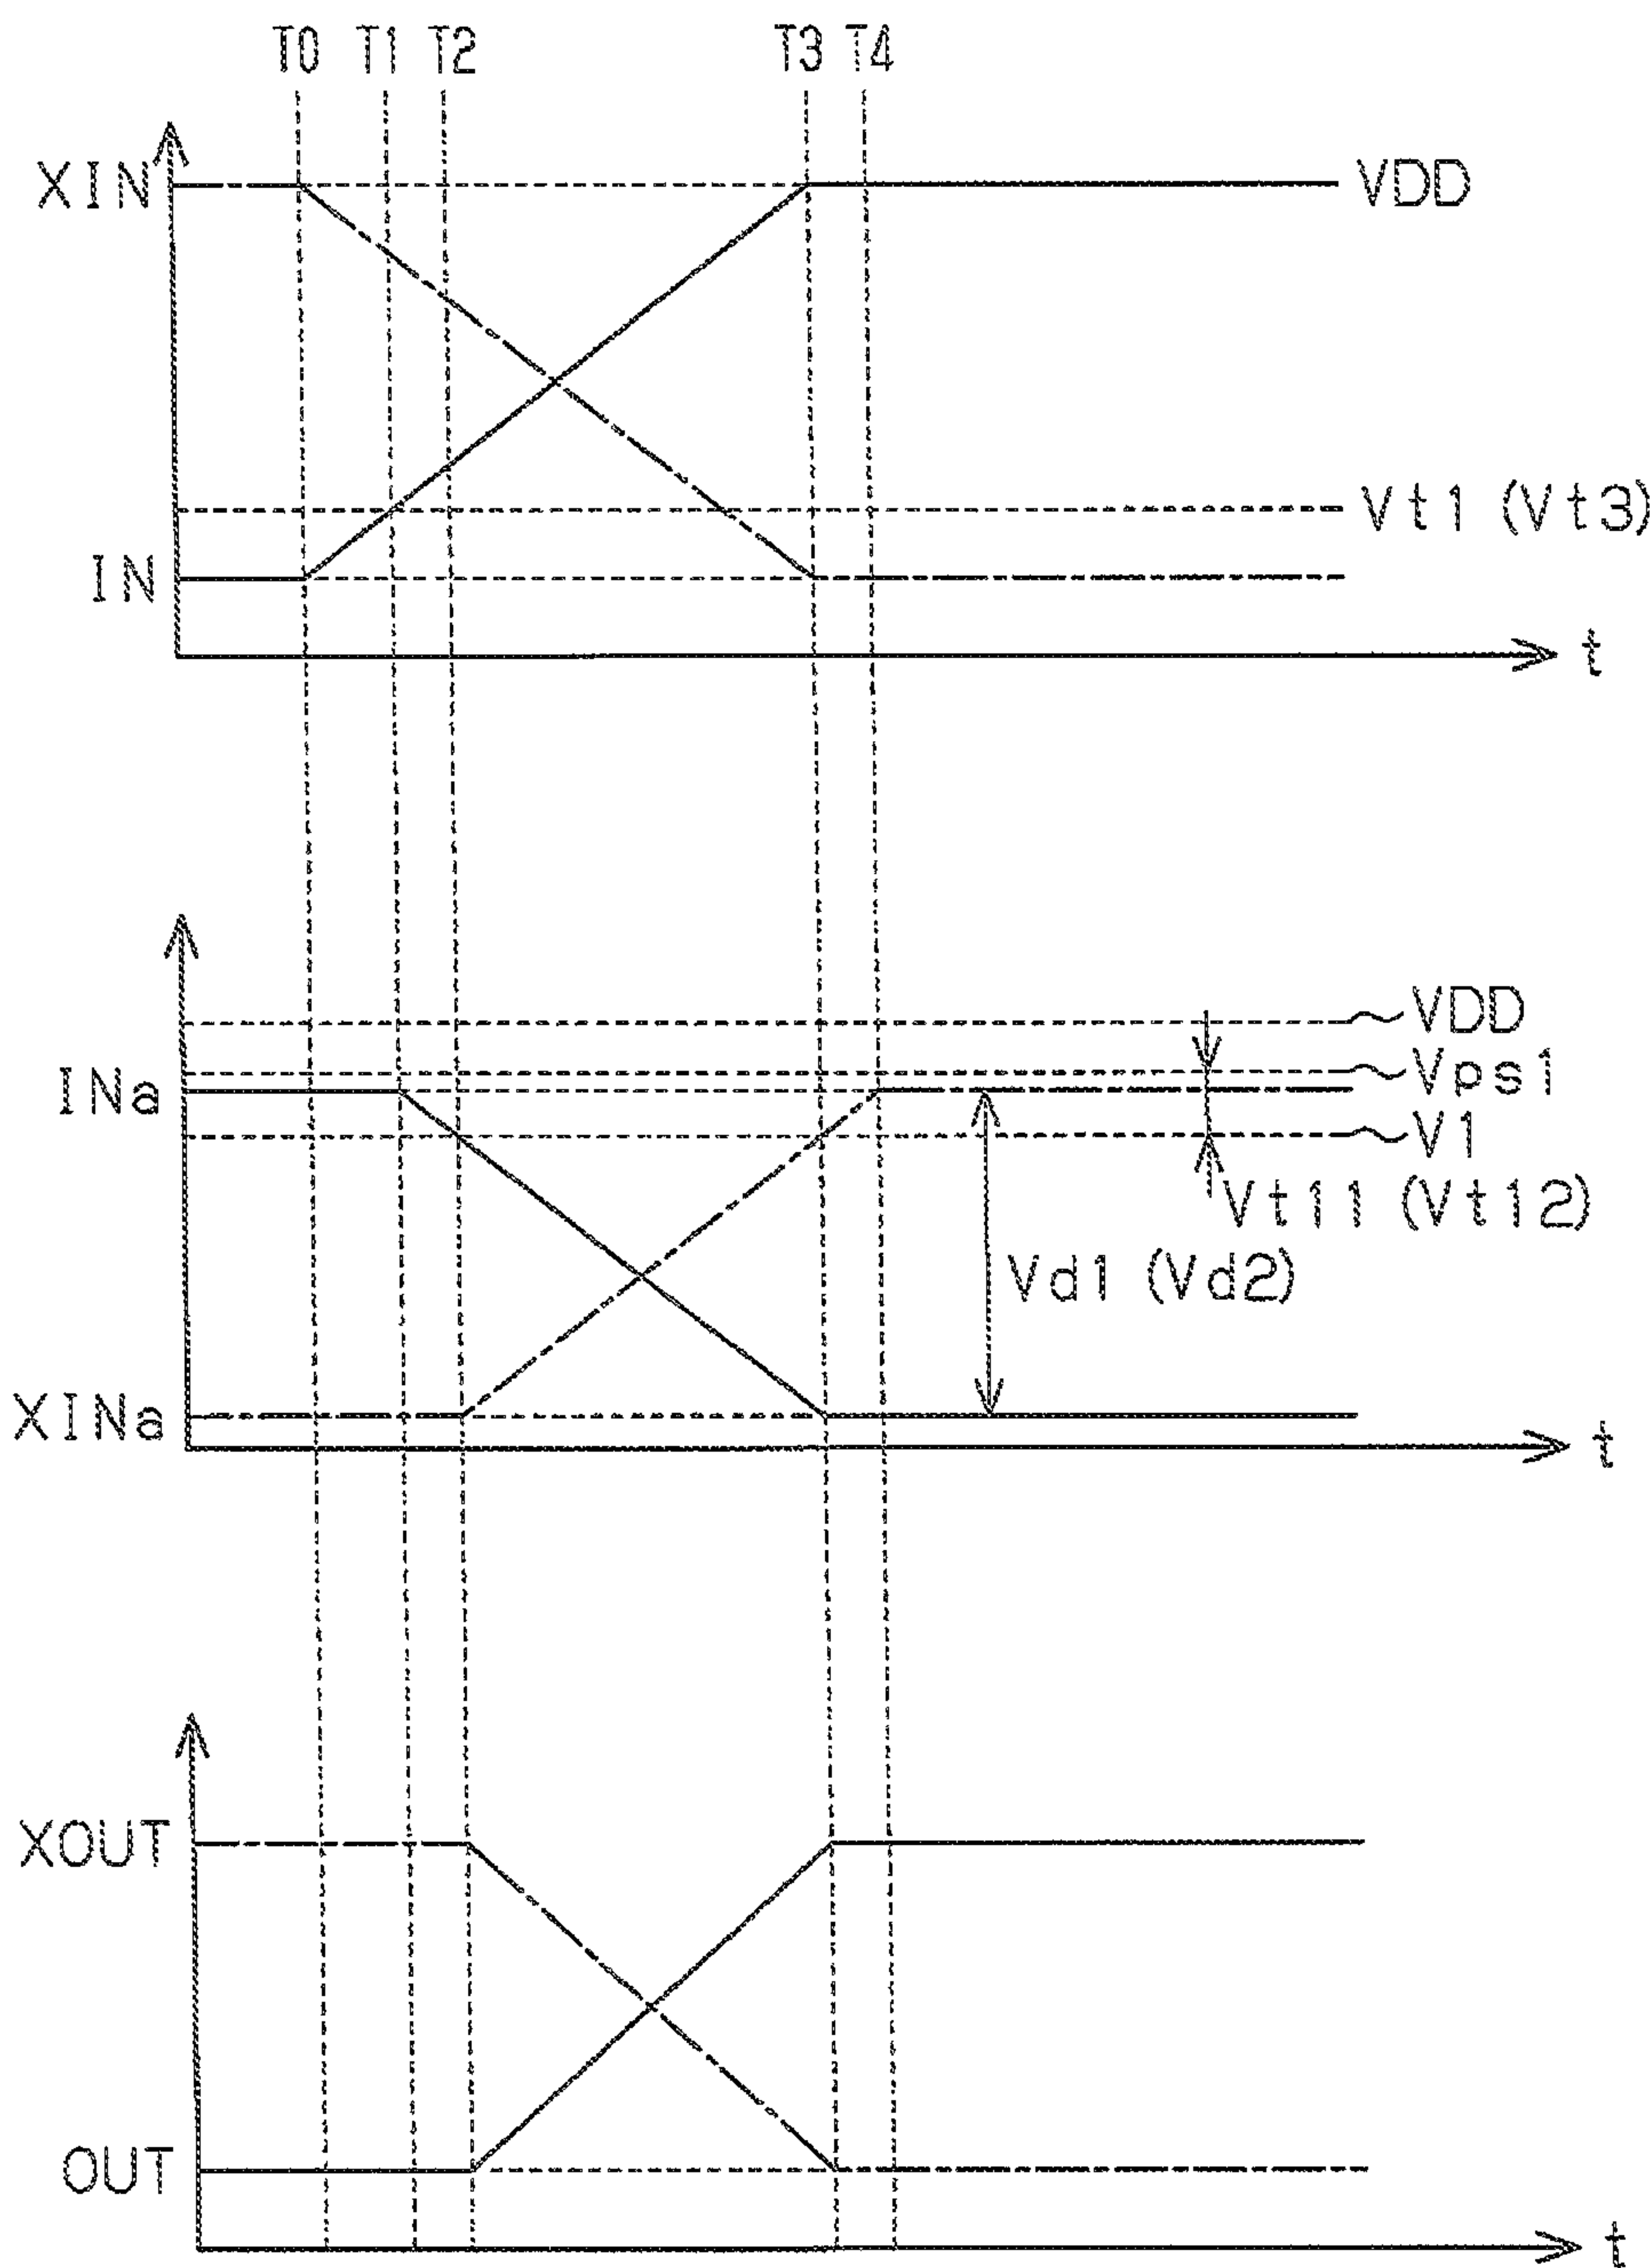 T0 T1 T2 T3 T4
XIN VDD
Vt1 (Vt3)
IN
t
VDD
Vps1
INa
V1
Vt11 (Vt12)
Vd1 (Vd2)
XINa
t
XOUT
OUT
t